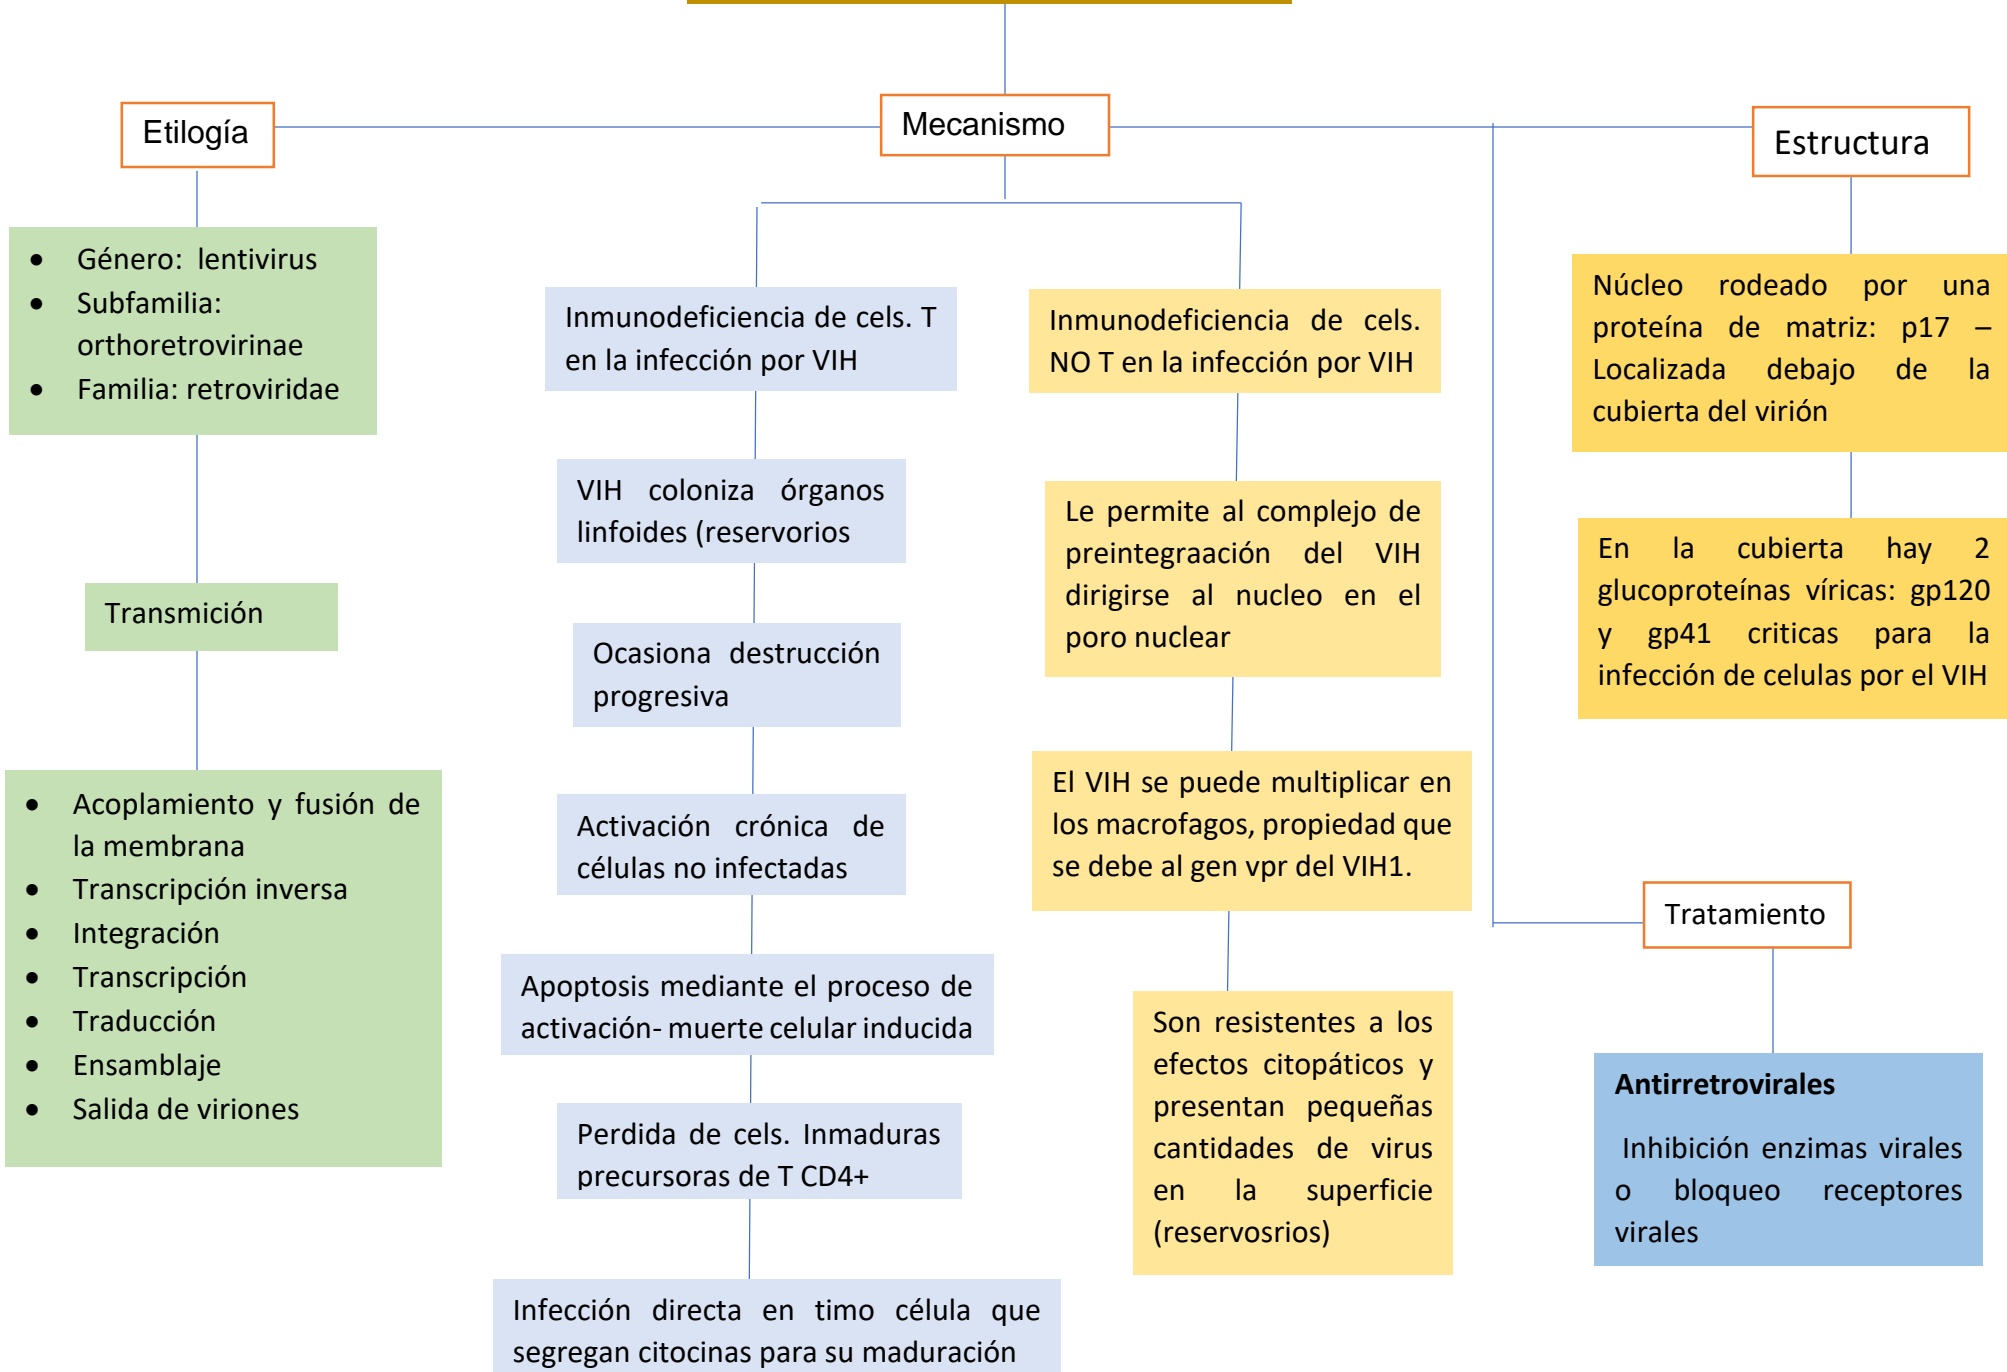 Etilogía
Mecanismo
Estructura
• Género: lentivirus
• Subfamilia:
orthoretrovirinae
• Familia: retroviridae
Transmición
• Acoplamiento y fusión de
la membrana
• Transcripción inversa
• Integración
• Transcripción
• Traducción
• Ensamblaje
• Salida de viriones
Inmunodeficiencia de cels. T
en la infección por VIH
VIH coloniza órganos
linfoides (reservorios
Ocasiona destrucción
progresiva
Activación crónica de
células no infectadas
Apoptosis mediante el proceso de
activación- muerte celular inducida
Perdida de cels. Inmaduras
precursoras de T CD4+
Infección directa en timo célula que
segregan citocinas para su maduración
Inmunodeficiencia de cels.
NO T en la infección por VIH
Le permite al complejo de
preintegraación del VIH
dirigirse al nucleo en el
poro nuclear
El VIH se puede multiplicar en
los macrofagos, propiedad que
se debe al gen vpr del VIH1.
Son resistentes a los
efectos citopáticos y
presentan pequeñas
cantidades de virus
en la superficie
(reservosrios)
Núcleo rodeado por una
proteína de matriz: p17 –
Localizada debajo de la
cubierta del virión
En la cubierta hay 2
glucoproteínas víricas: gp120
y gp41 criticas para la
infección de celulas por el VIH
Tratamiento
Antirretrovirales
Inhibición enzimas virales
o bloqueo receptores
virales